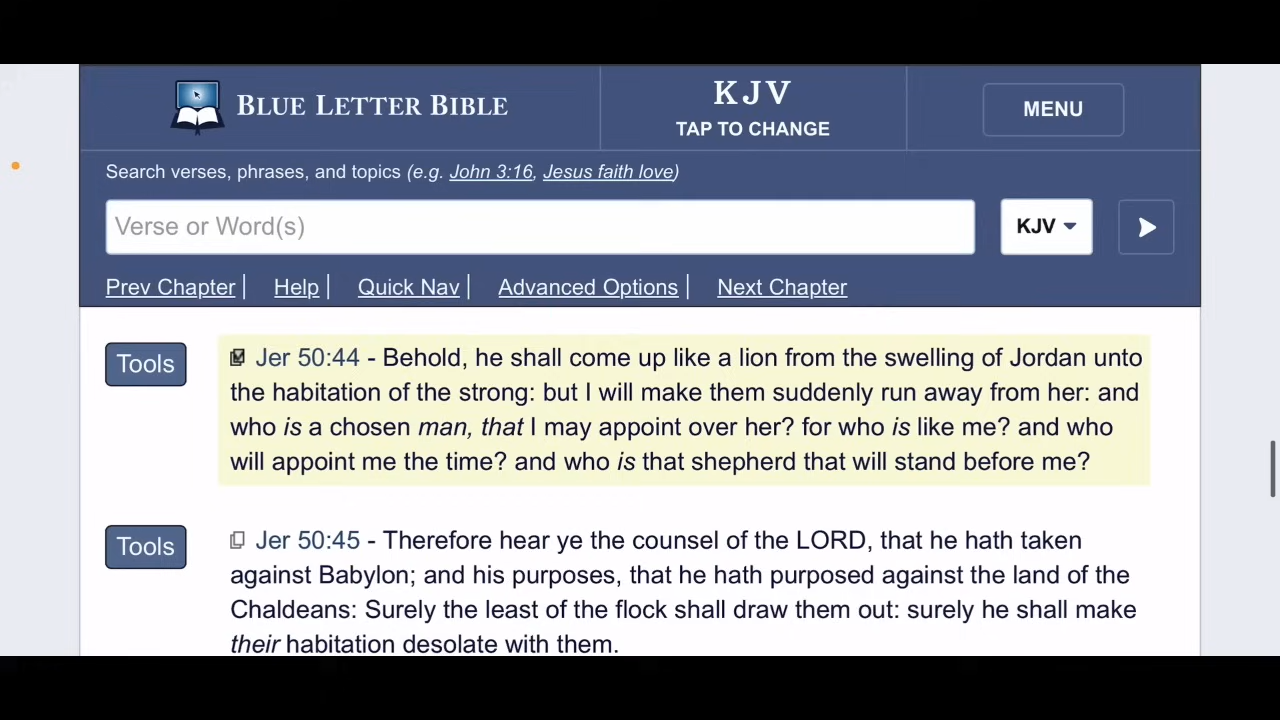 BLUE LETTER BIBLE
KJV
TAP TO CHANGE
MENU
Search verses, phrases, and topics (e.g. John 3:16, Jesus faith love)
Verse or Word(s)
KJV
Prev Chapter | Help | Quick Nav | Advanced Options | Next Chapter
Tools
Jer 50:44 - Behold, he shall come up like a lion from the swelling of Jordan unto
the habitation of the strong: but I will make them suddenly run away from her: and
who is a chosen man, that I may appoint over her? for who is like me? and who
will appoint me the time? and who is that shepherd that will stand before me?
Tools
Jer 50:45 - Therefore hear ye the counsel of the LORD, that he hath taken
against Babylon; and his purposes, that he hath purposed against the land of the
Chaldeans: Surely the least of the flock shall draw them out: surely he shall make
their habitation desolate with them.